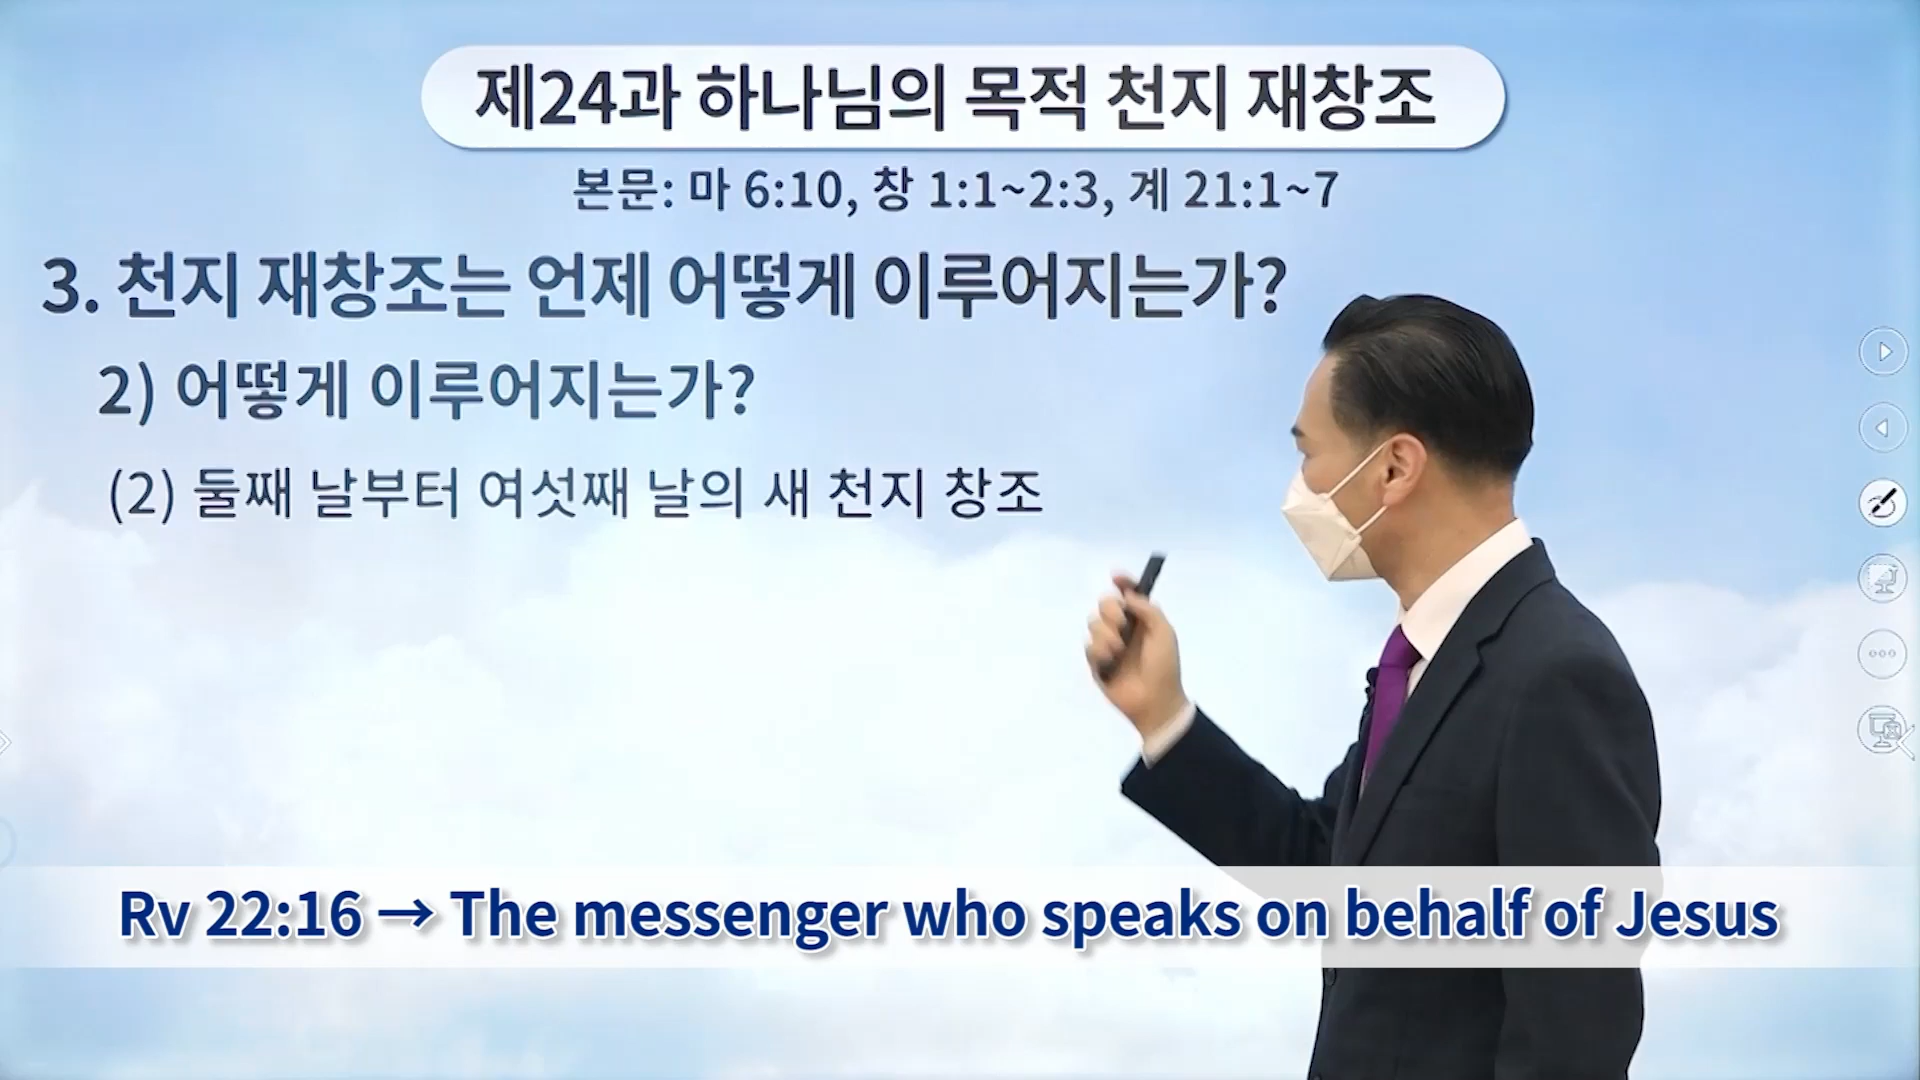 제24과 하나님의 목적 천지 재창조
본문: 마 6:10, 창 1:1~2:3, 계 21:1~7
3. 천지 재창조는 언제 어떻게 이루어지는가?
2) 어떻게 이루어지는가?
(2) 둘째 날부터 여섯째 날의 새 천지 창조
Rv 22:16 → The messenger who speaks on behalf of Jesus